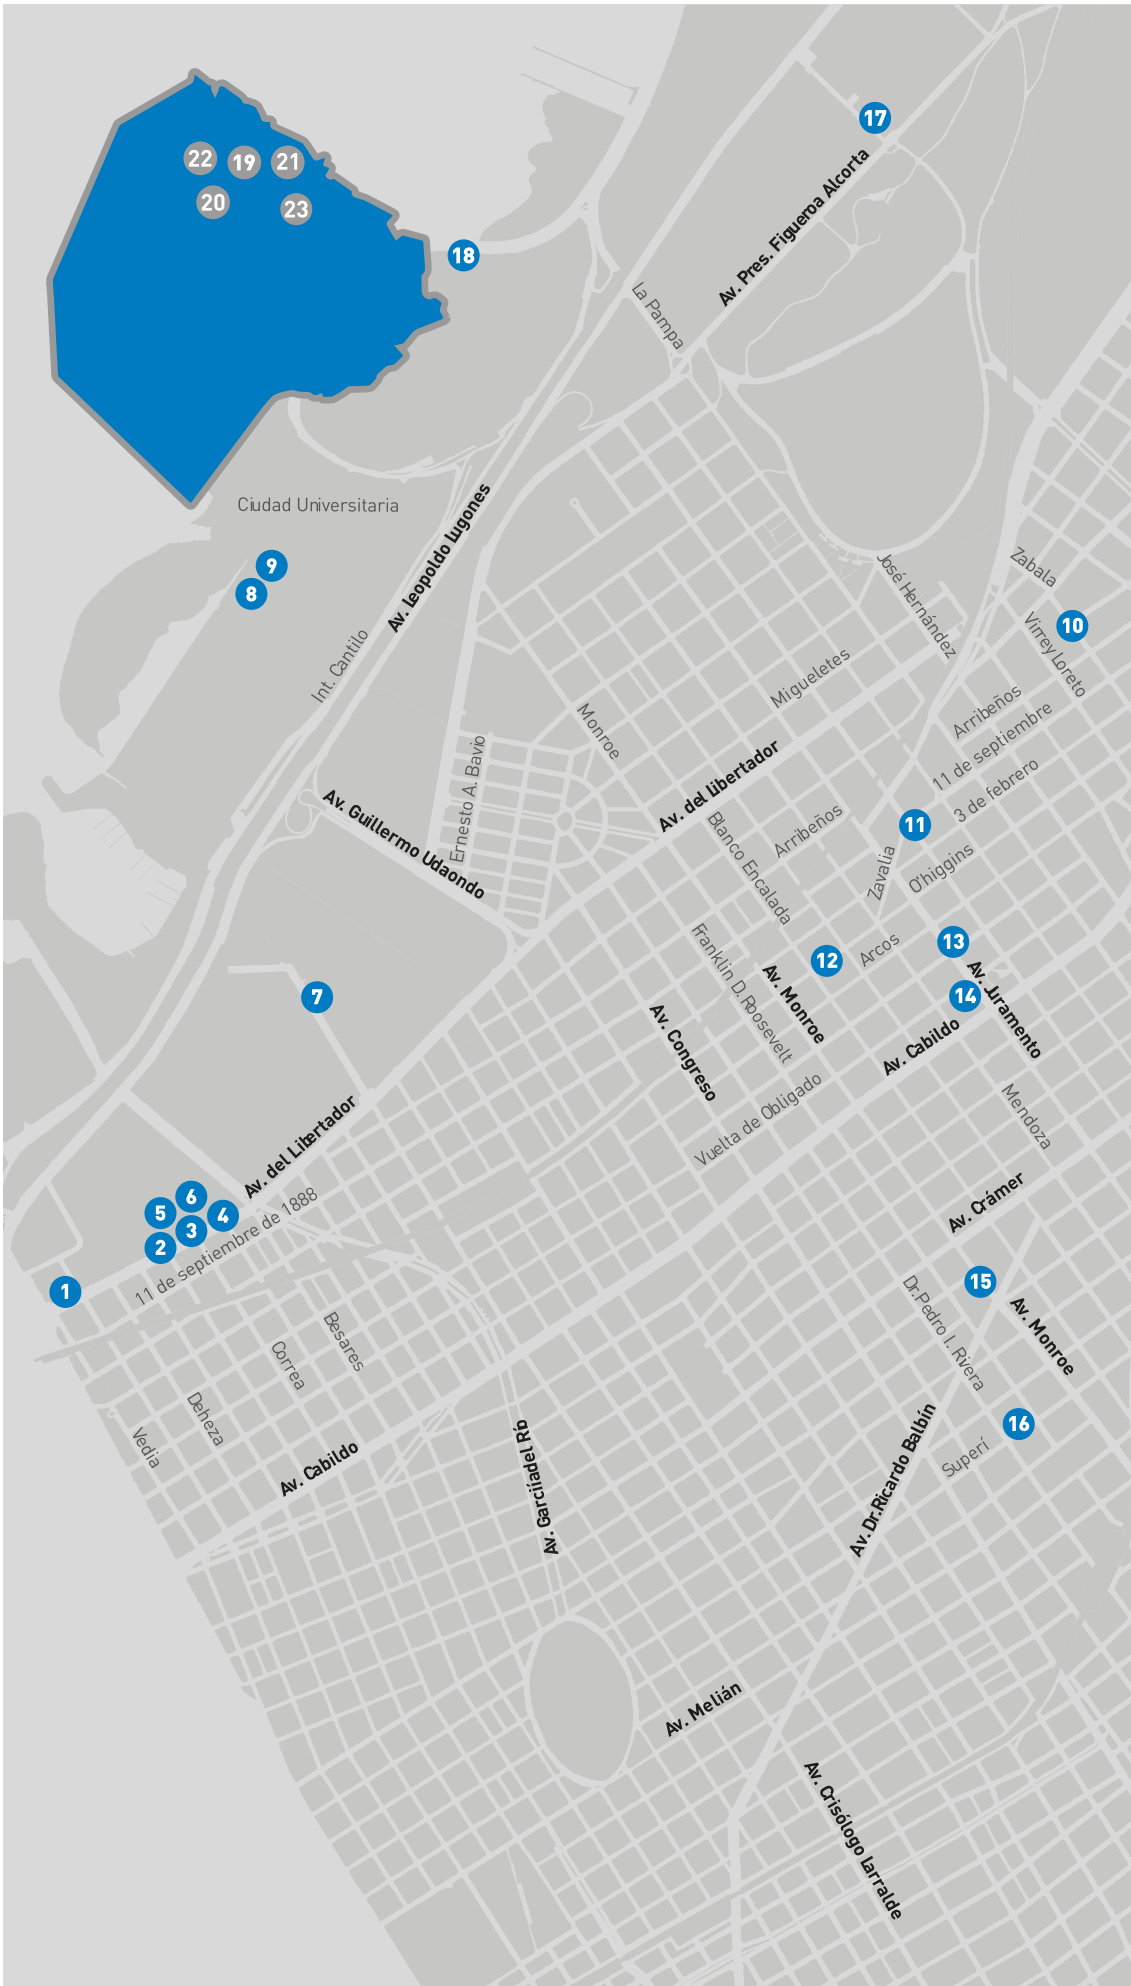 17
22
19
21
20
23
18
Av. Pres. Figueroa Alcorta
La Pampa
Ciudad Universitaria
Av. Leopoldo Lugones
9
8
José Hernández
Zabala
10
Virrey Loreto
Int. Cantilo
Migueletes
Arribeños
11 de septiembre
Monroe
Ernesto A. Bavio
Av. del Libertador
3 de febrero
Av. Guillermo Udaondo
Blanco Encalada
Arribeños
11
Zavalía
O'higgins
Franklin D. Roosevelt
12
Arcos
13
Av. Monroe
Av. Juramento
7
14
Av. Congreso
Av. Cabildo
Vuelta de Obligado
Mendoza
Av. del Libertador
6
5
4
3
2
11 de septiembre de 1888
1
Av. Crámer
15
Dr.Pedro I. Rivera
Av. Monroe
Besares
Correa
Deheza
Vedia
Av. Cabildo
Av. Garcíiadel Ríb
16
Superí
Av. Dr.Ricardo Balbín
Av. Melián
Av. Crisólogo Larralde